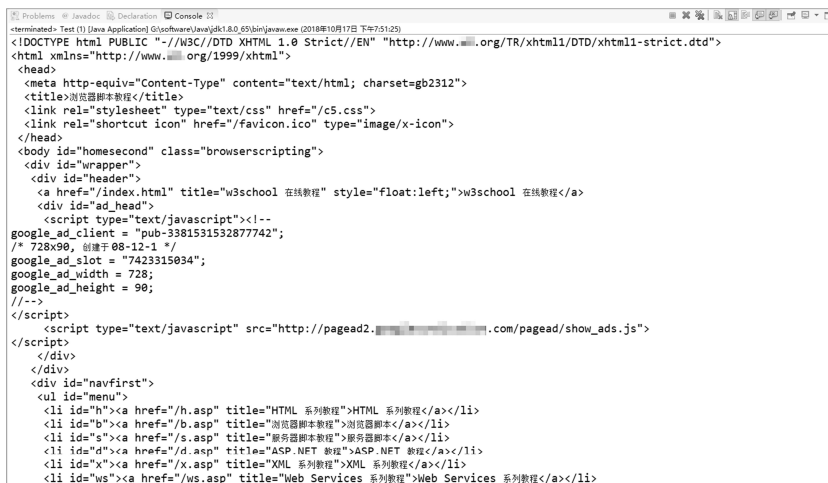 Problems @ Javadoc Declaration Console
<terminated> Test (1) [Java Application] G:\software\Java\jdk1.8.0_65\bin\javaw.exe (2018年10月17日 下午7:51:25)
<!DOCTYPE html PUBLIC "-//W3C//DTD XHTML 1.0 Strict//EN" "http://www. .org/TR/xhtml1/DTD/xhtml1-strict.dtd">
<html xmlns="http://www. org/1999/xhtml">
<head>
<meta http-equiv="Content-Type" content="text/html; charset=gb2312">
<title>浏览器脚本教程</title>
<link rel="stylesheet" type="text/css" href="/c5.css">
<link rel="shortcut icon" href="/favicon.ico" type="image/x-icon">
</head>
<body id="homesecond" class="browserscripting">
<div id="wrapper">
<div id="header">
<a href="/index.html" title="w3school 在线教程" style="float:left;">w3school 在线教程</a>
<div id="ad_head">
<script type="text/javascript"><!--
google_ad_client = "pub-3381531532877742";
/* 728x90, 创建于 08-12-1 */
google_ad_slot = "7423315034";
google_ad_width = 728;
google_ad_height = 90;
//-->
</script>
<script type="text/javascript" src="http://pagead2. .com/pagead/show_ads.js">
</script>
</div>
</div>
<div id="navfirst">
<ul id="menu">
<li id="h"><a href="/h.asp" title="HTML 系列教程">HTML 系列教程</a></li>
<li id="b"><a href="/b.asp" title="浏览器脚本教程">浏览器脚本</a></li>
<li id="s"><a href="/s.asp" title="服务器脚本教程">服务器脚本</a></li>
<li id="d"><a href="/d.asp" title="ASP.NET 教程">ASP.NET 教程</a></li>
<li id="x"><a href="/x.asp" title="XML 系列教程">XML 系列教程</a></li>
<li id="ws"><a href="/ws.asp" title="Web Services 系列教程">Web Services 系列教程</a></li>